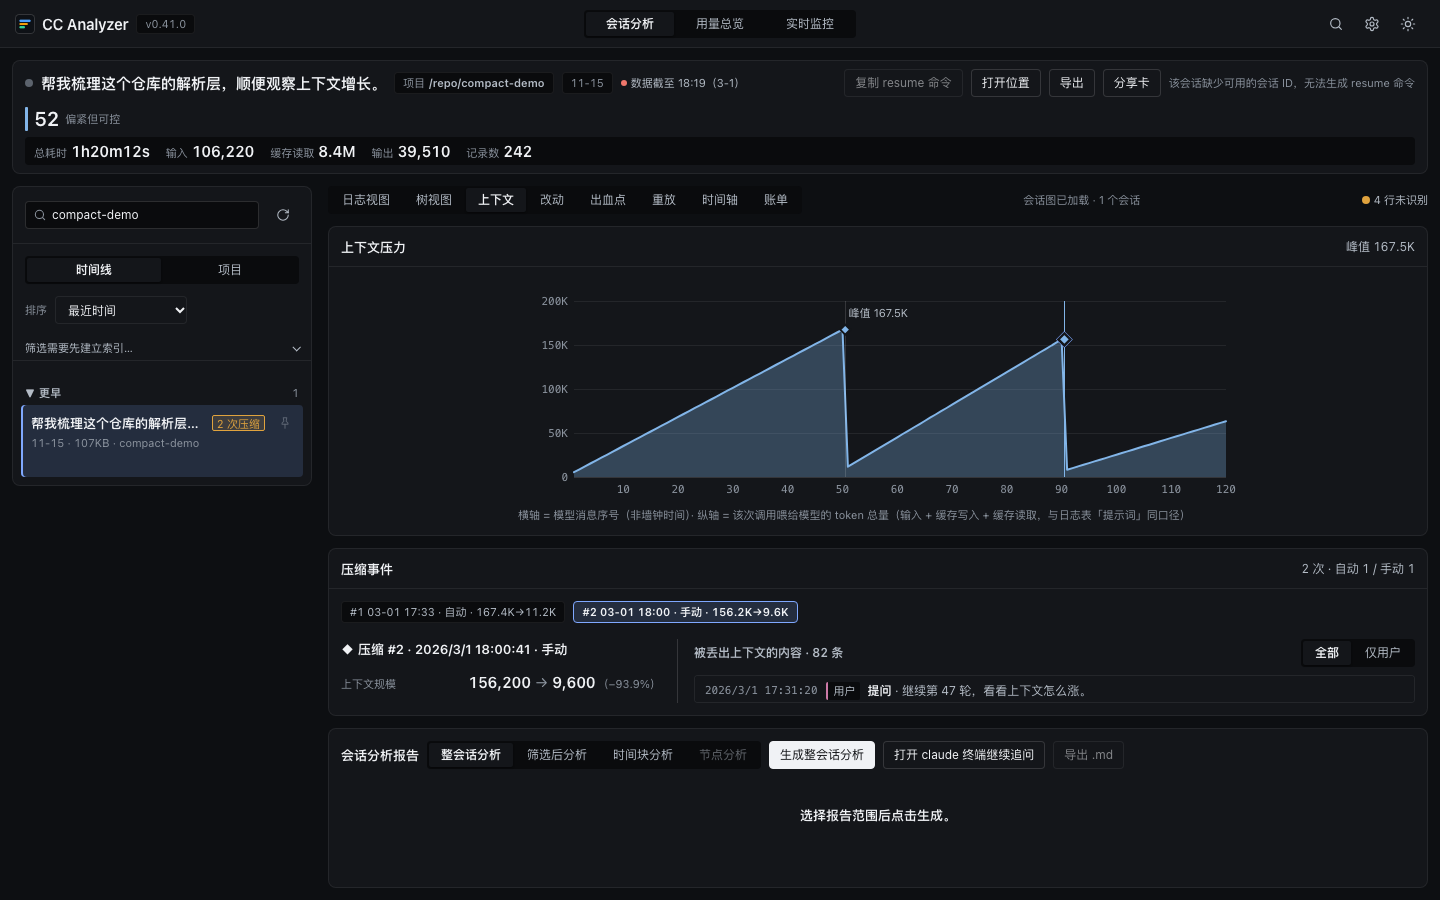 CC Analyzer v0.41.0 会话分析 用量总览 实时监控
帮我梳理这个仓库的解析层，顺便观察上下文增长。 项目 /repo/compact-demo 11-15 数据截至 18:19 (3-1) 复制 resume 命令 打开位置 导出 分享卡 该会话缺少可用的会话 ID，无法生成 resume 命令
52 偏紧但可控
总耗时 1h20m12s 输入 106,220 缓存读取 8.4M 输出 39,510 记录数 242
compact-demo
时间线 项目
排序 最近时间
筛选需要先建立索引...
▼ 更早 1
帮我梳理这个仓库的解析层... 2 次压缩
11-15 · 107KB · compact-demo
日志视图 树视图 上下文 改动 出血点 重放 时间轴 账单 会话图已加载 · 1 个会话 4 行未识别
上下文压力 峰值 167.5K
200K
峰值 167.5K
150K
100K
50K
0
10 20 30 40 50 60 70 80 90 100 110 120
横轴 = 模型消息序号（非墙钟时间）· 纵轴 = 该次调用喂给模型的 token 总量（输入 + 缓存写入 + 缓存读取，与日志表「提示词」同口径）
压缩事件 2 次 · 自动 1 / 手动 1
#1 03-01 17:33 · 自动 · 167.4K→11.2K #2 03-01 18:00 · 手动 · 156.2K→9.6K
◆ 压缩 #2 · 2026/3/1 18:00:41 · 手动
上下文规模 156,200 → 9,600 (−93.9%)
被丢出上下文的内容 · 82 条 全部 仅用户
2026/3/1 17:31:20 用户 提问 · 继续第 47 轮，看看上下文怎么涨。
会话分析报告 整会话分析 筛选后分析 时间块分析 节点分析 生成整会话分析 打开 claude 终端继续追问 导出 .md
选择报告范围后点击生成。